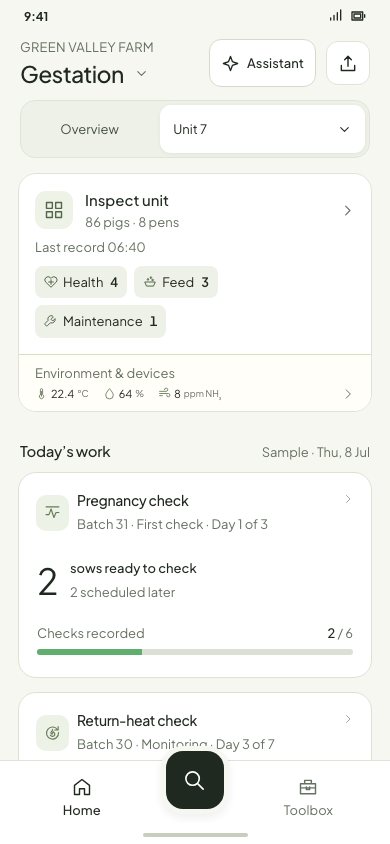 9:41
GREEN VALLEY FARM
Gestation
Assistant
Overview
Unit 7
Inspect unit
86 pigs · 8 pens
Last record 06:40
Health 4
Feed 3
Maintenance 1
Environment & devices
22.4 °C
64 %
8 ppm NH₃
Today's work
Sample · Thu, 8 Jul
Pregnancy check
Batch 31 · First check · Day 1 of 3
2
sows ready to check
2 scheduled later
Checks recorded
2 / 6
Return-heat check
Batch 30 · Monitoring · Day 3 of 7
Home
Toolbox